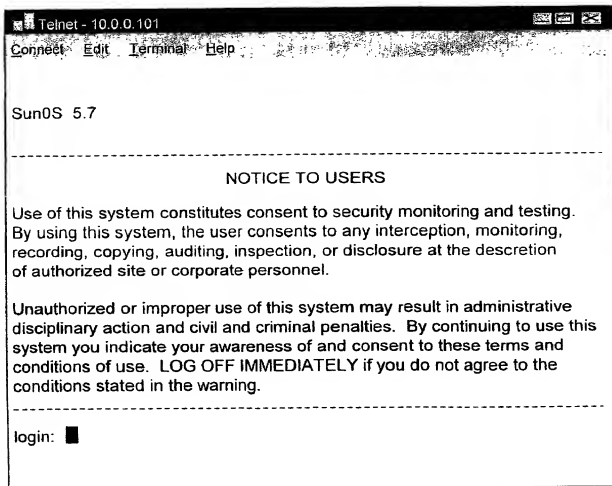 Telnet - 10.0.0.101
Connect Edit Terminal Help
SunOS 5.7
NOTICE TO USERS
Use of this system constitutes consent to security monitoring and testing.
By using this system, the user consents to any interception, monitoring,
recording, copying, auditing, inspection, or disclosure at the descretion
of authorized site or corporate personnel.
Unauthorized or improper use of this system may result in administrative
disciplinary action and civil and criminal penalties. By continuing to use this
system you indicate your awareness of and consent to these terms and
conditions of use. LOG OFF IMMEDIATELY if you do not agree to the
conditions stated in the warning.
login: